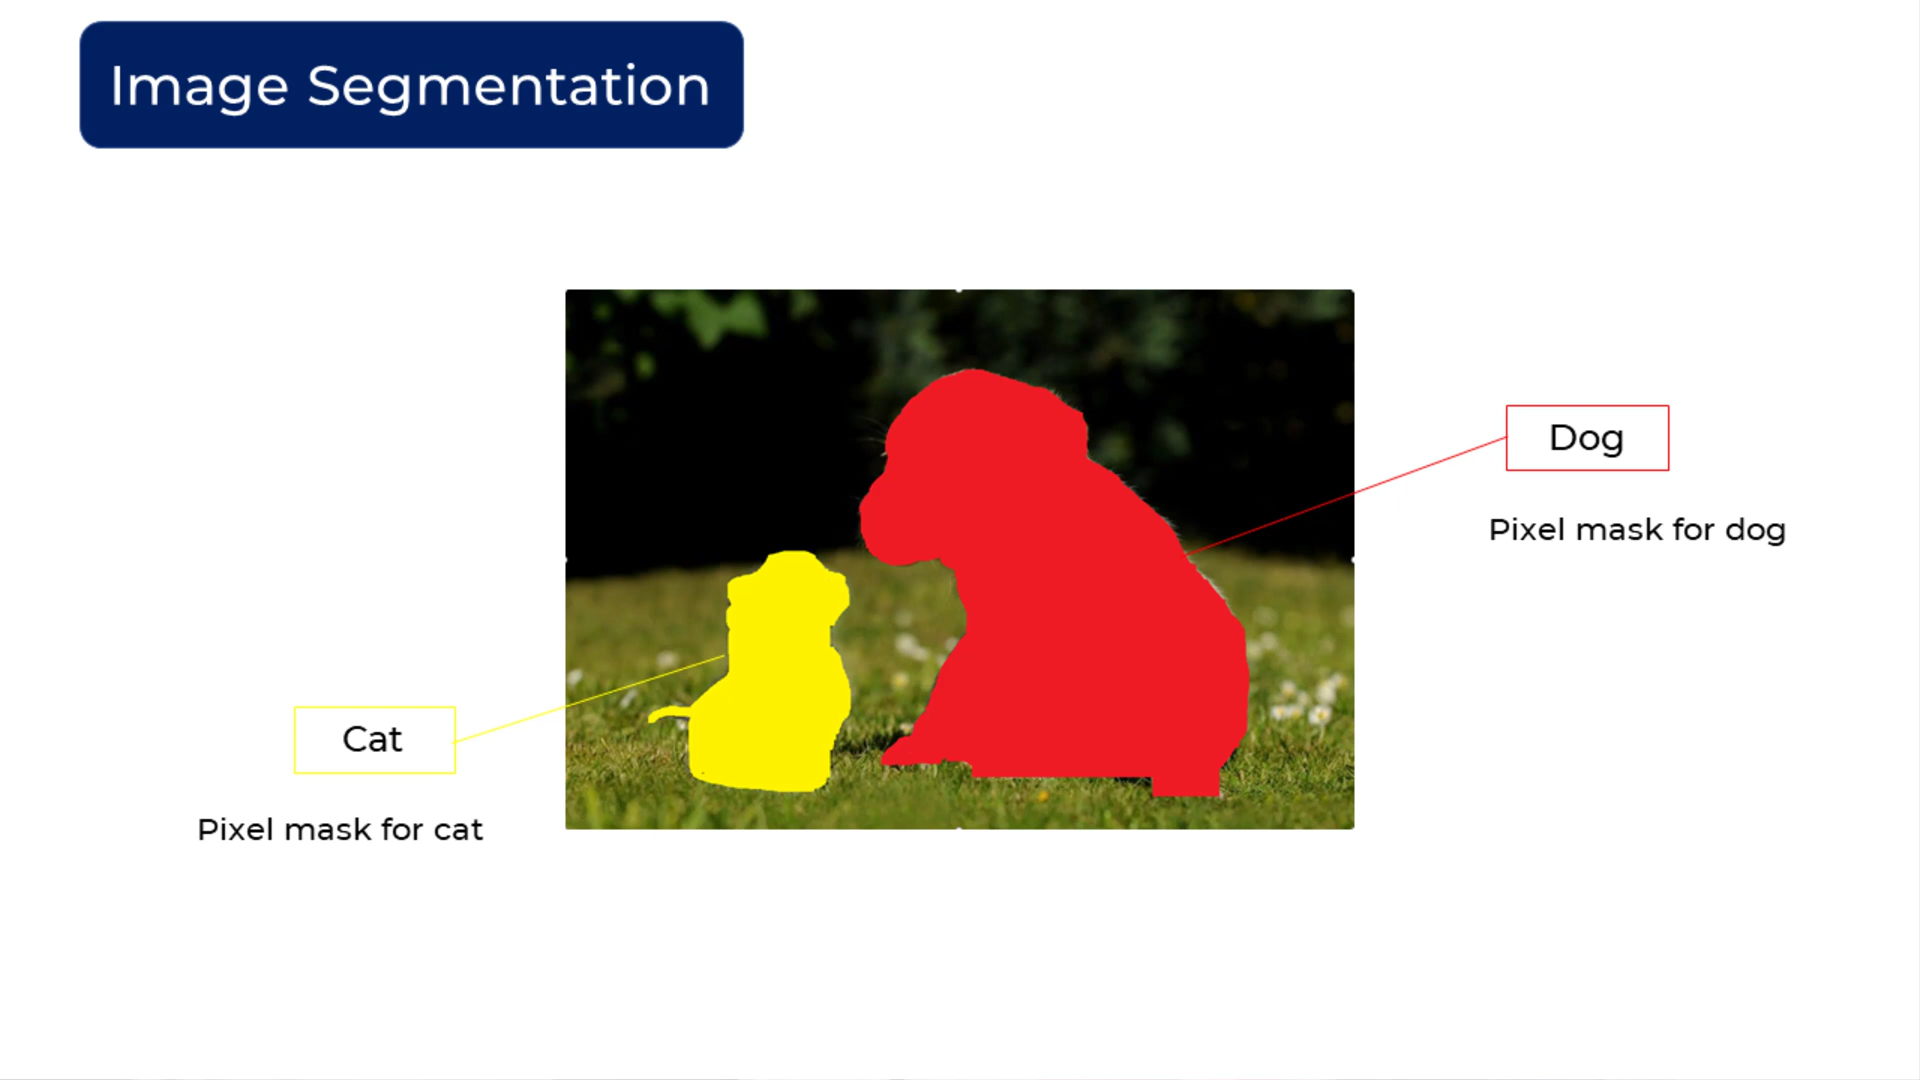 Image Segmentation
Dog
Pixel mask for dog
Cat
Pixel mask for cat